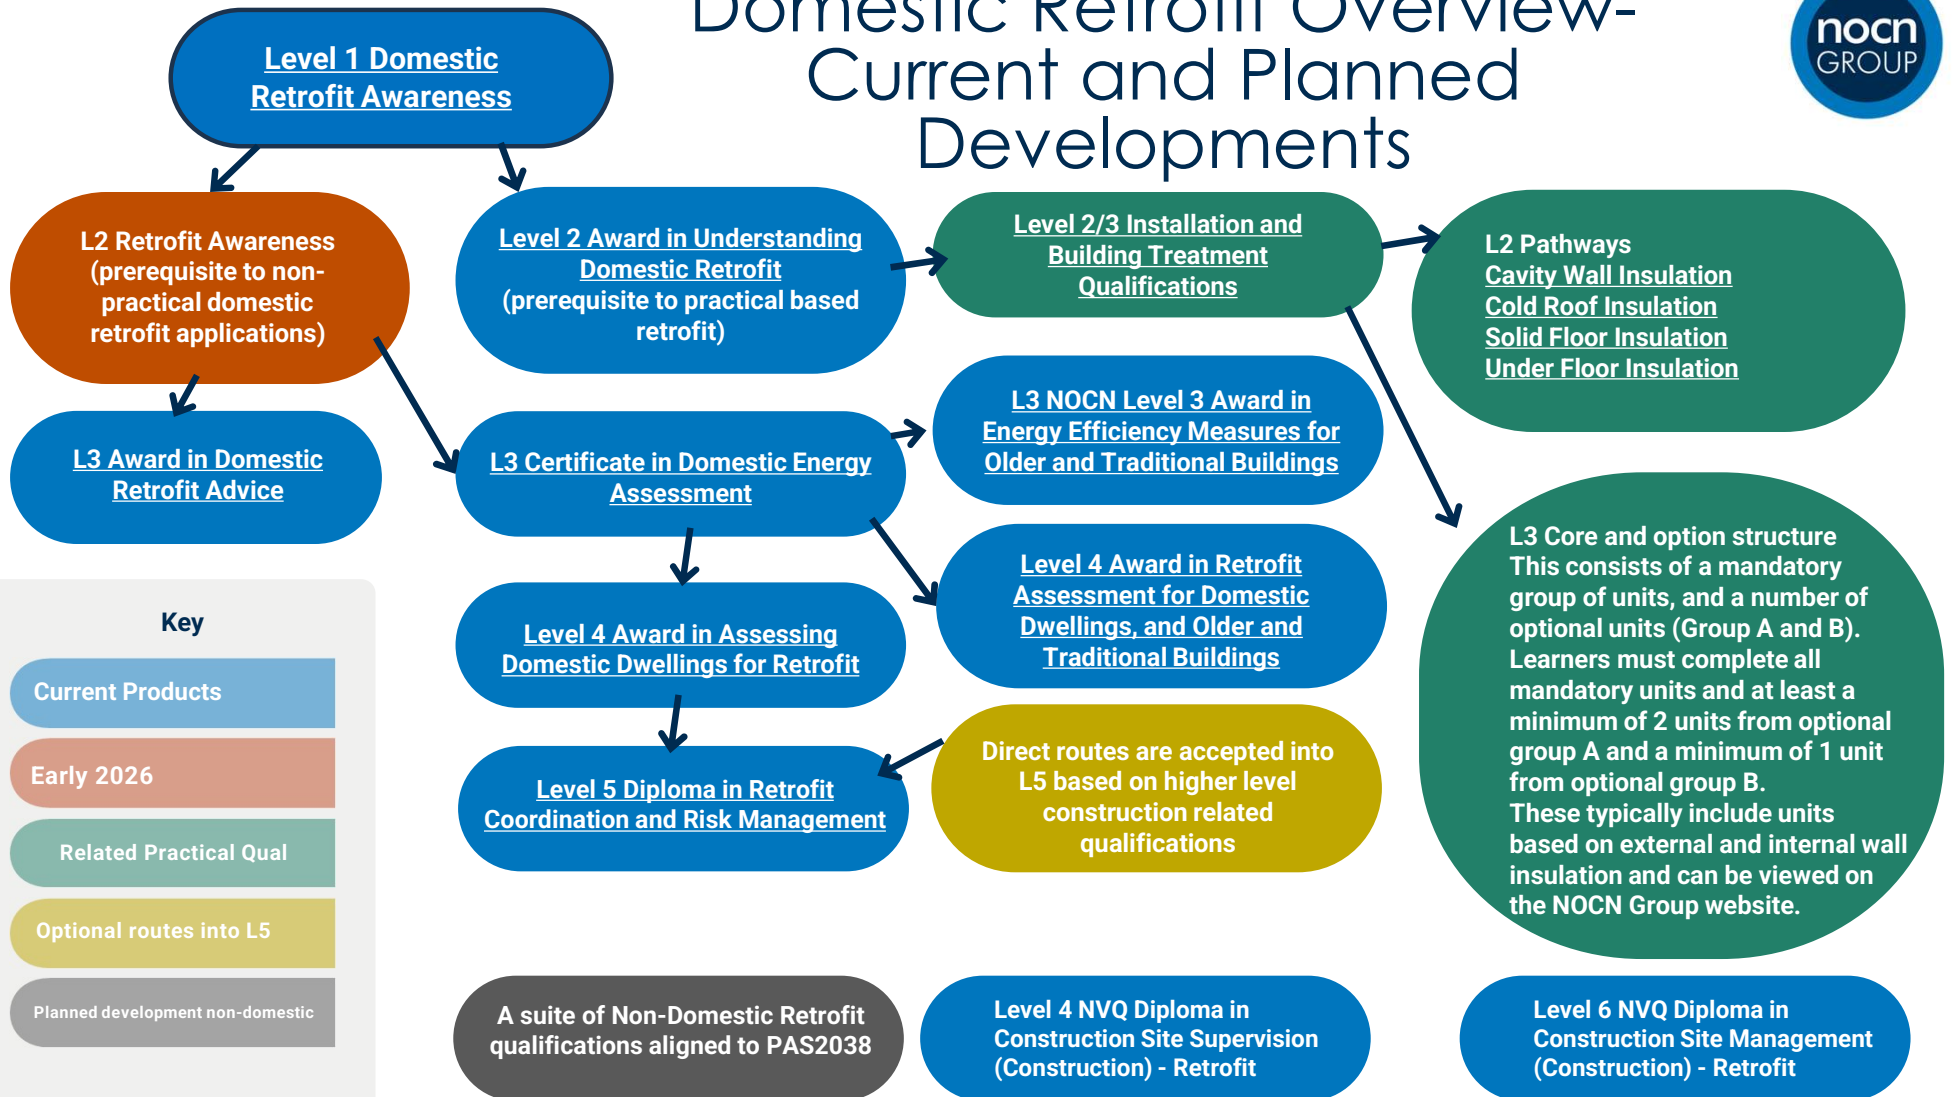 Domestic Retrofit Overview-
Current and Planned
Developments
nocn
GROUP
Level 1 Domestic
Retrofit Awareness
L2 Retrofit Awareness
(prerequisite to non-
practical domestic
retrofit applications)
Level 2 Award in Understanding
Domestic Retrofit
(prerequisite to practical based
retrofit)
Level 2/3 Installation and
Building Treatment
Qualifications
L2 Pathways
Cavity Wall Insulation
Cold Roof Insulation
Solid Floor Insulation
Under Floor Insulation
L3 Award in Domestic
Retrofit Advice
L3 Certificate in Domestic Energy
Assessment
L3 NOCN Level 3 Award in
Energy Efficiency Measures for
Older and Traditional Buildings
Level 4 Award in Assessing
Domestic Dwellings for Retrofit
Level 4 Award in Retrofit
Assessment for Domestic
Dwellings, and Older and
Traditional Buildings
L3 Core and option structure
This consists of a mandatory
group of units, and a number of
optional units (Group A and B).
Learners must complete all
mandatory units and at least a
minimum of 2 units from optional
group A and a minimum of 1 unit
from optional group B.
These typically include units
based on external and internal wall
insulation and can be viewed on
the NOCN Group website.
Level 5 Diploma in Retrofit
Coordination and Risk Management
Direct routes are accepted into
L5 based on higher level
construction related
qualifications
Key
Current Products
Early 2026
Related Practical Qual
Optional routes into L5
Planned development non-domestic
A suite of Non-Domestic Retrofit
qualifications aligned to PAS2038
Level 4 NVQ Diploma in
Construction Site Supervision
(Construction) - Retrofit
Level 6 NVQ Diploma in
Construction Site Management
(Construction) - Retrofit